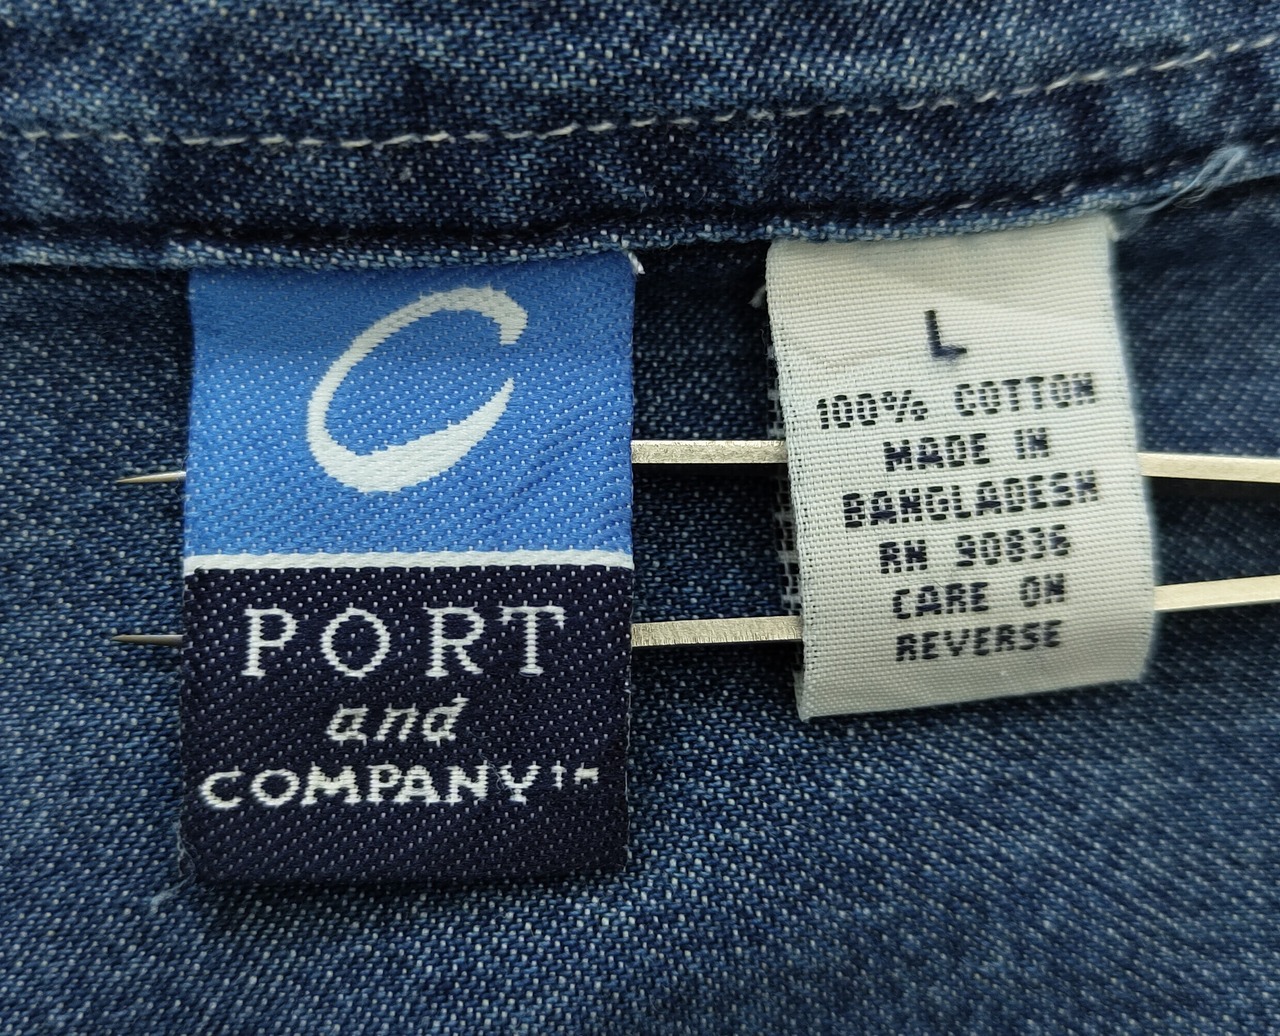 C
PORT
and
COMPANY™
L
100% COTTON
MADE IN
BANGLADESH
RN 90836
CARE ON
REVERSE